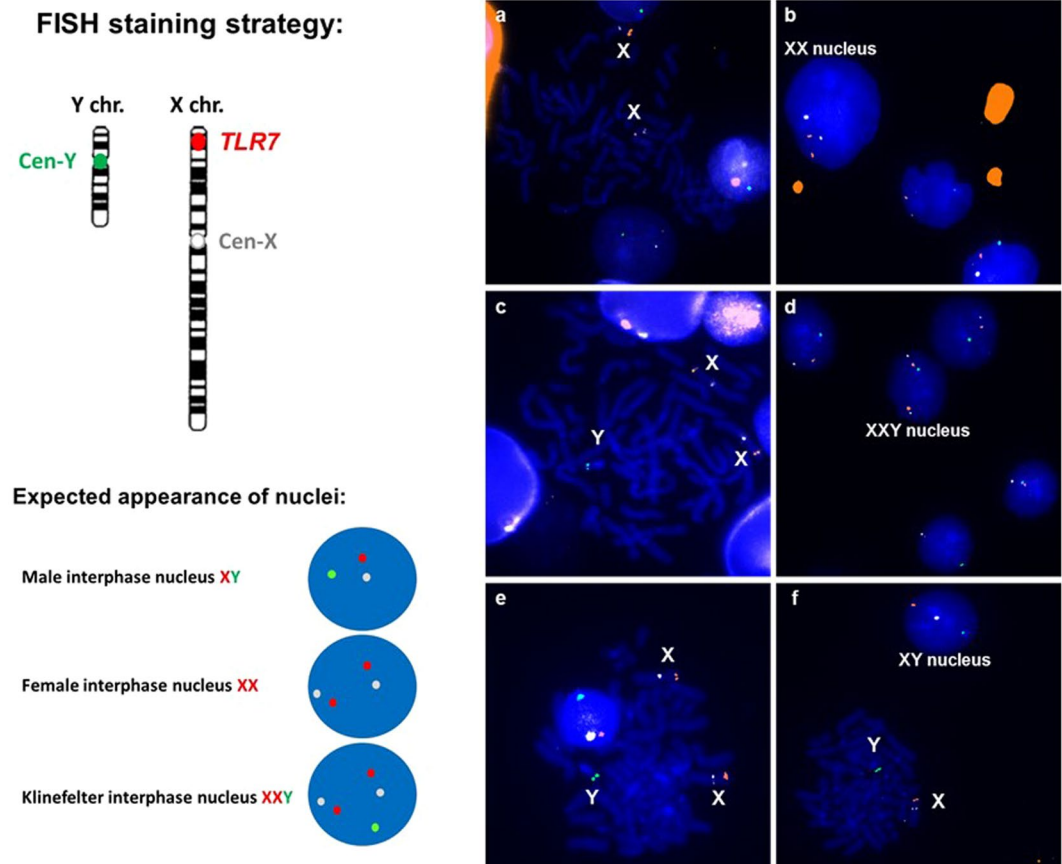 FISH staining strategy:
Y chr.
X chr.
Cen-Y
TLR7
Cen-X
Expected appearance of nuclei:
Male interphase nucleus XY
Female interphase nucleus XX
Klinefelter interphase nucleus XXY
a
X
X
b
XX nucleus
c
X
Y
X
d
XXY nucleus
e
X
Y
X
f
XY nucleus
Y
X